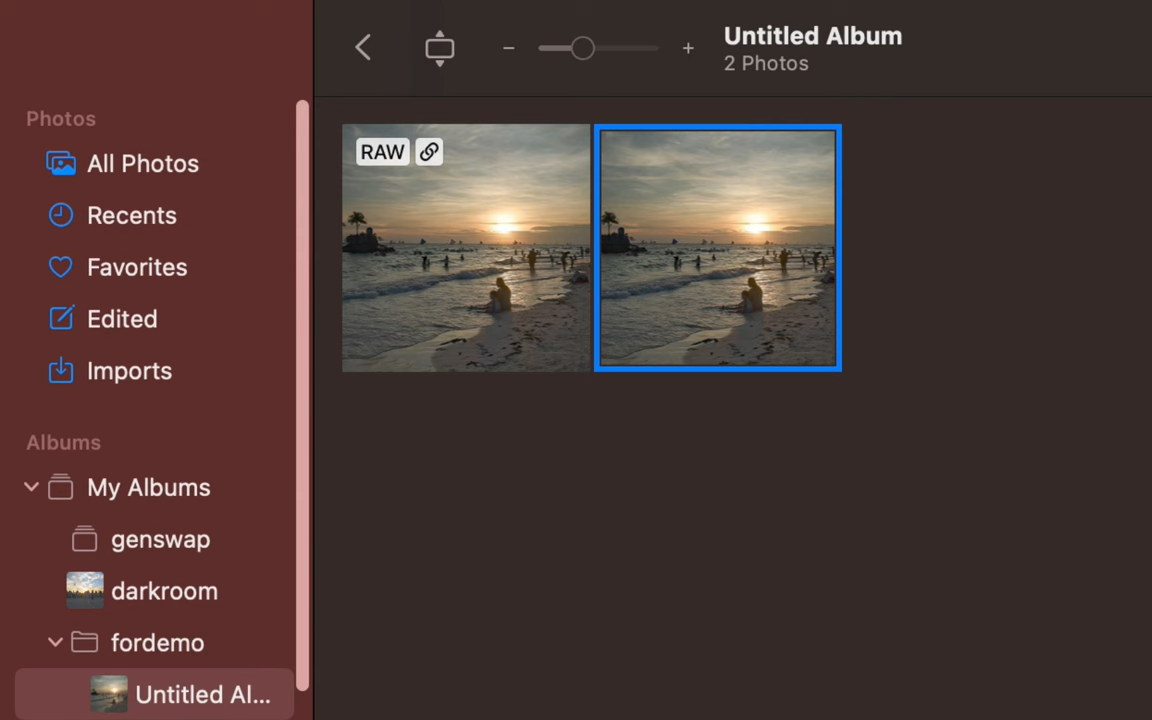 Untitled Album
2 Photos
Photos
All Photos
Recents
Favorites
Edited
Imports
Albums
My Albums
genswap
darkroom
fordemo
Untitled Al...
RAW